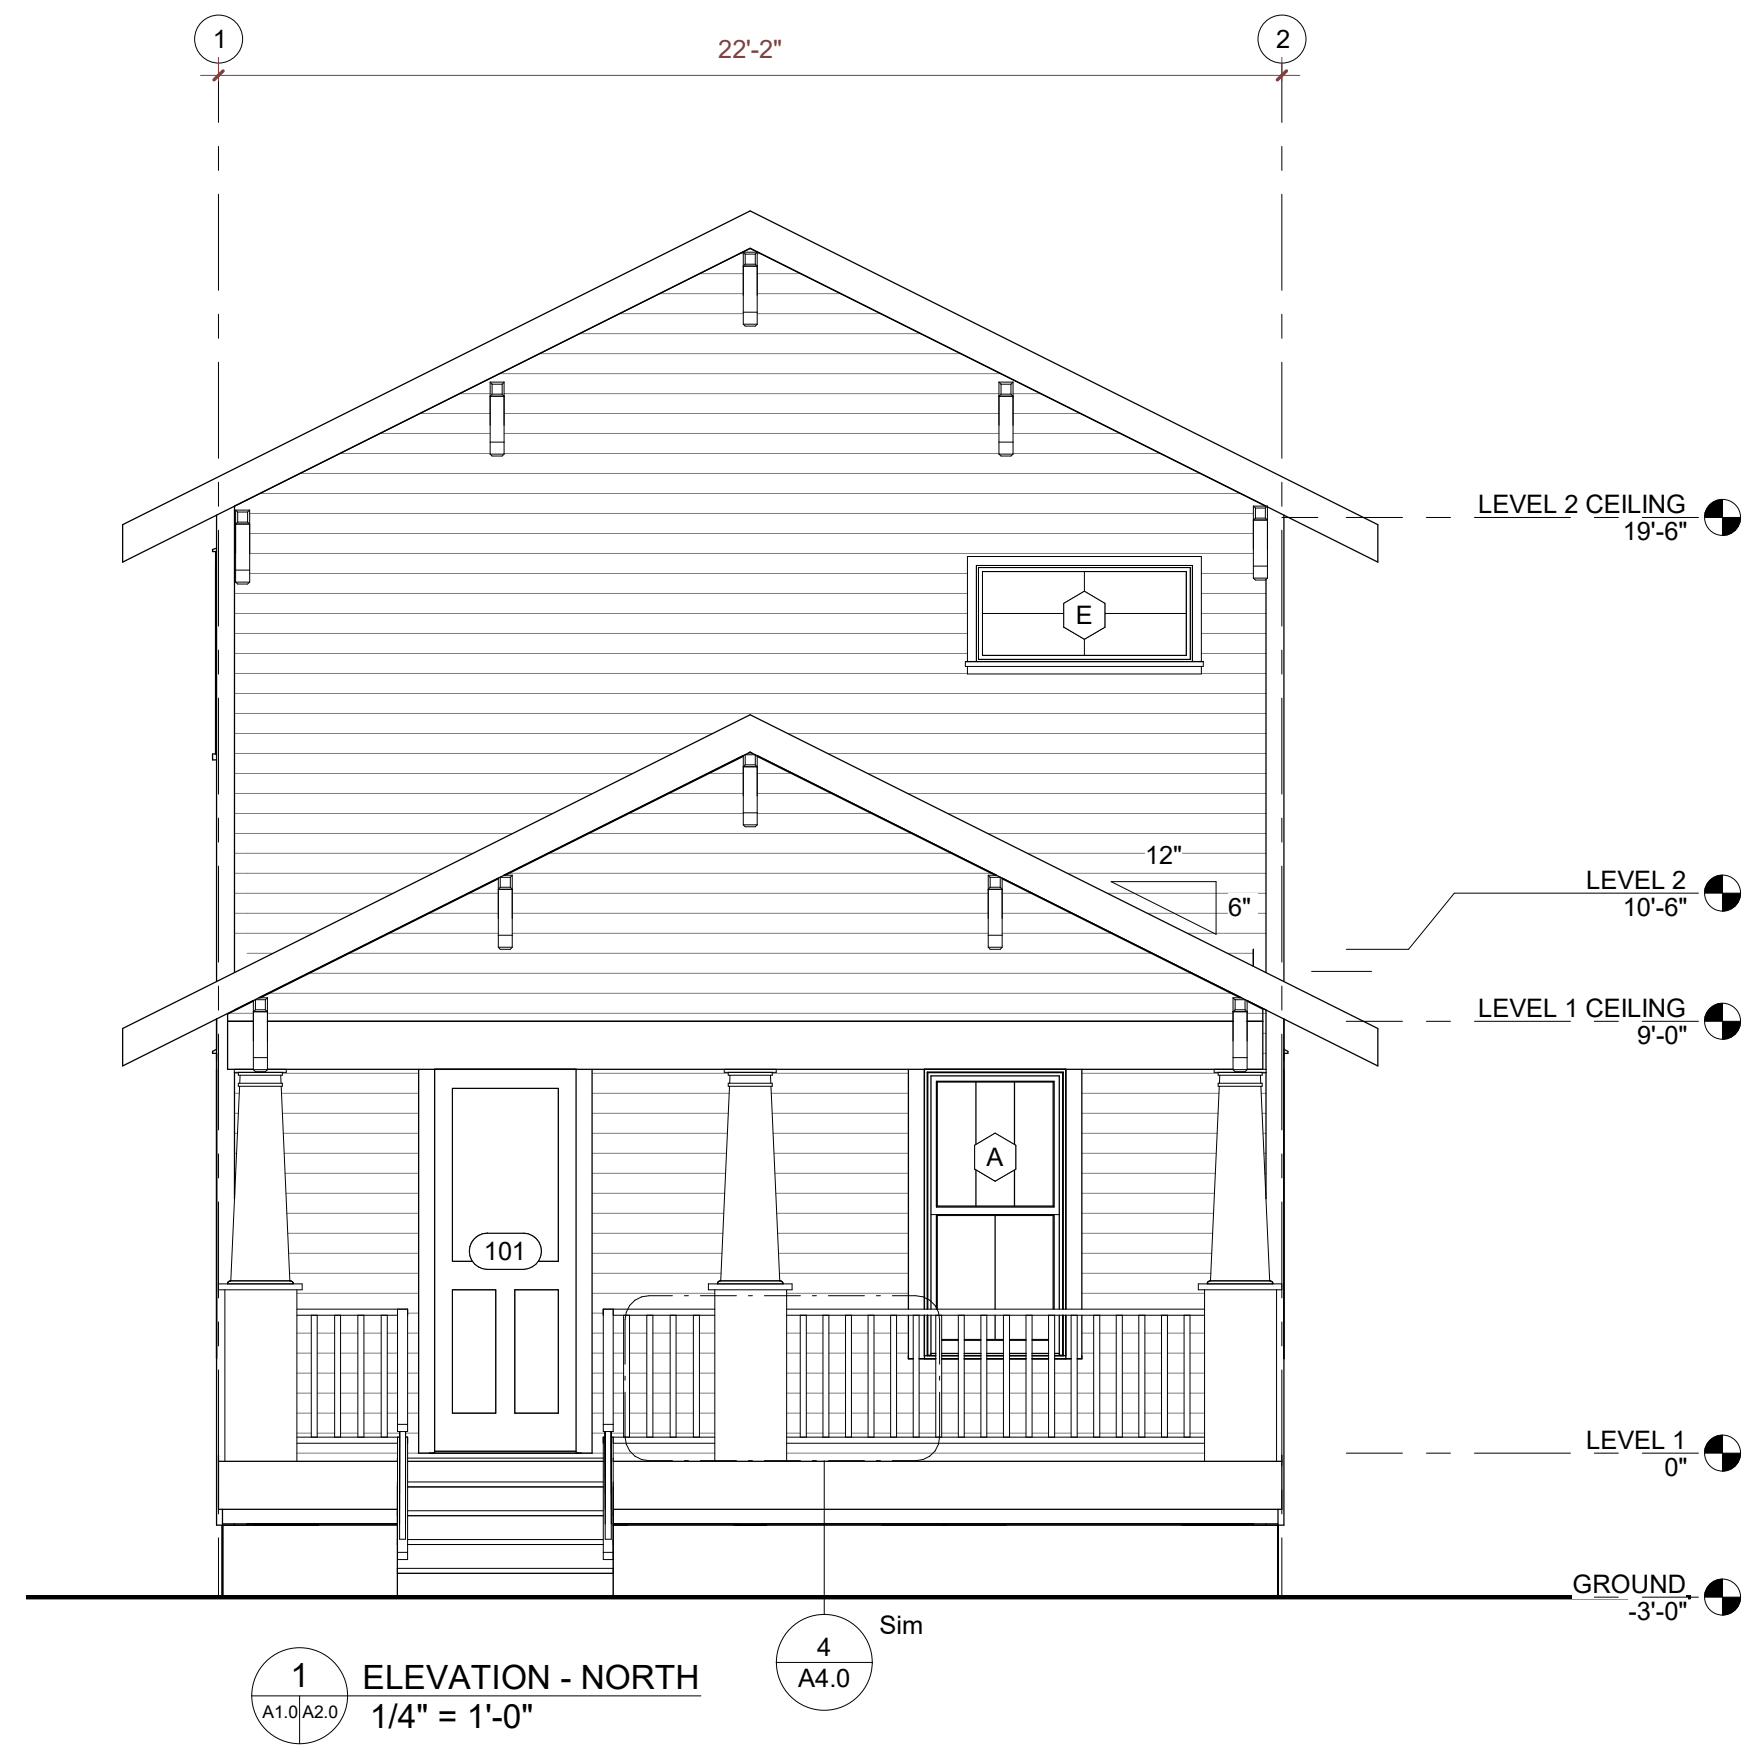 1
22'-2"
2
LEVEL 2 CEILING
19'-6"
E
12"
6"
LEVEL 2
10'-6"
LEVEL 1 CEILING
9'-0"
A
101
LEVEL 1
0"
GROUND
-3'-0"
Sim
4
A4.0
1
A1.0 A2.0
ELEVATION - NORTH
1/4" = 1'-0"